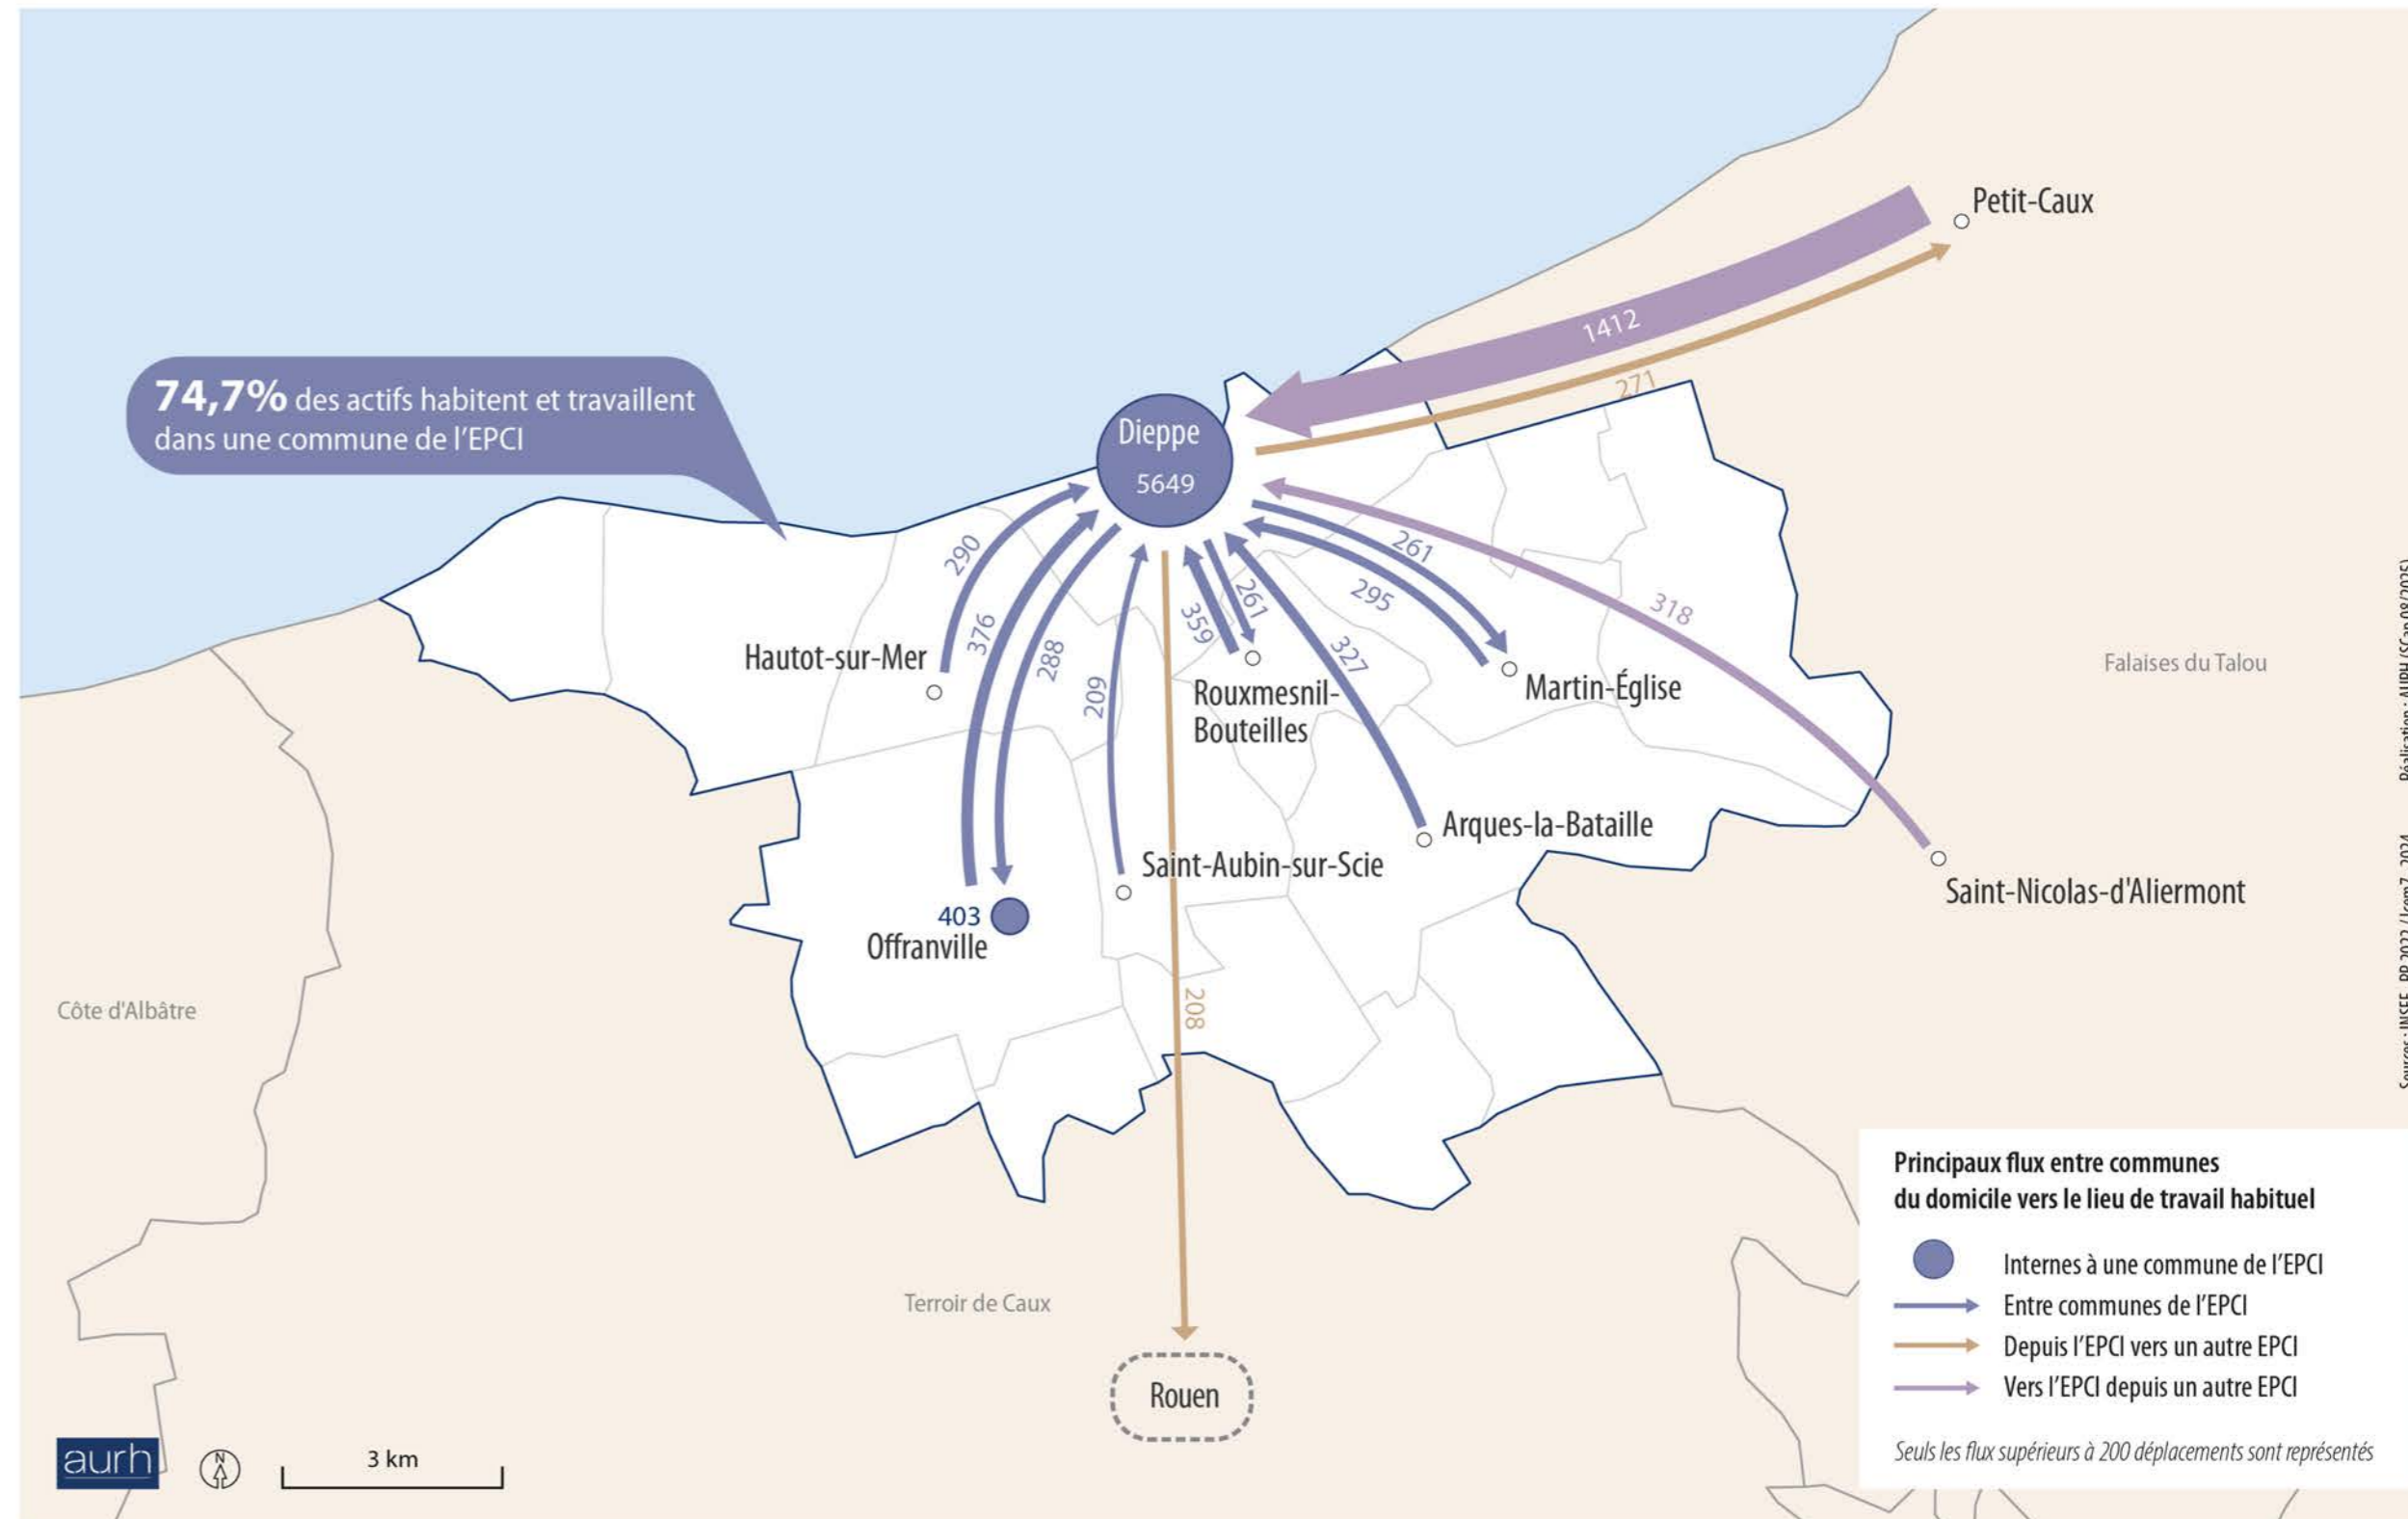 Petit-Caux
1412
271
74,7% des actifs habitent et travaillent
dans une commune de l'EPCI
Dieppe
5649
290
376
288
209
359
261
327
261
295
318
Hautot-sur-Mer
Rouxmesnil-
Bouteilles
Martin-Église
Falaises du Talou
Arques-la-Bataille
Saint-Aubin-sur-Scie
Saint-Nicolas-d'Aliermont
403
Offranville
208
Côte d'Albâtre
Terroir de Caux
Rouen
Principaux flux entre communes
du domicile vers le lieu de travail habituel
Internes à une commune de l'EPCI
Entre communes de l'EPCI
Depuis l'EPCI vers un autre EPCI
Vers l'EPCI depuis un autre EPCI
Seuls les flux supérieurs à 200 déplacements sont représentés
aurh
N
3 km